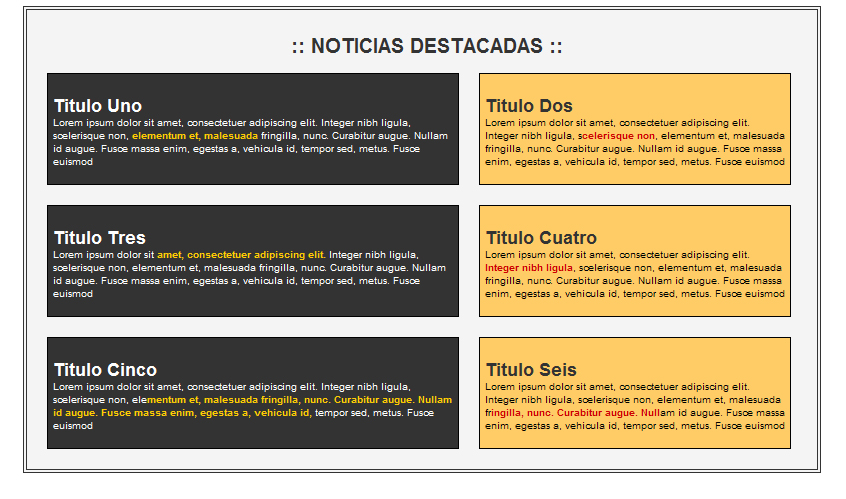 :: NOTICIAS DESTACADAS ::
Titulo Uno
Lorem ipsum dolor sit amet, consectetuer adipiscing elit. Integer nibh ligula,
scelerisque non, elementum et, malesuada fringilla, nunc. Curabitur augue. Nullam
id augue. Fusce massa enim, egestas a, vehicula id, tempor sed, metus. Fusce
euismod
Titulo Dos
Lorem ipsum dolor sit amet, consectetuer adipiscing elit.
Integer nibh ligula, scelerisque non, elementum et, malesuada
fringilla, nunc. Curabitur augue. Nullam id augue. Fusce massa
enim, egestas a, vehicula id, tempor sed, metus. Fusce euismod
Titulo Tres
Lorem ipsum dolor sit amet, consectetuer adipiscing elit. Integer nibh ligula,
scelerisque non, elementum et, malesuada fringilla, nunc. Curabitur augue. Nullam
id augue. Fusce massa enim, egestas a, vehicula id, tempor sed, metus. Fusce
euismod
Titulo Cuatro
Lorem ipsum dolor sit amet, consectetuer adipiscing elit.
Integer nibh ligula, scelerisque non, elementum et, malesuada
fringilla, nunc. Curabitur augue. Nullam id augue. Fusce massa
enim, egestas a, vehicula id, tempor sed, metus. Fusce euismod
Titulo Cinco
Lorem ipsum dolor sit amet, consectetuer adipiscing elit. Integer nibh ligula,
scelerisque non, elementum et, malesuada fringilla, nunc. Curabitur augue. Nullam
id augue. Fusce massa enim, egestas a, vehicula id, tempor sed, metus. Fusce
euismod
Titulo Seis
Lorem ipsum dolor sit amet, consectetuer adipiscing elit.
Integer nibh ligula, scelerisque non, elementum et, malesuada
fringilla, nunc. Curabitur augue. Nullam id augue. Fusce massa
enim, egestas a, vehicula id, tempor sed, metus. Fusce euismod